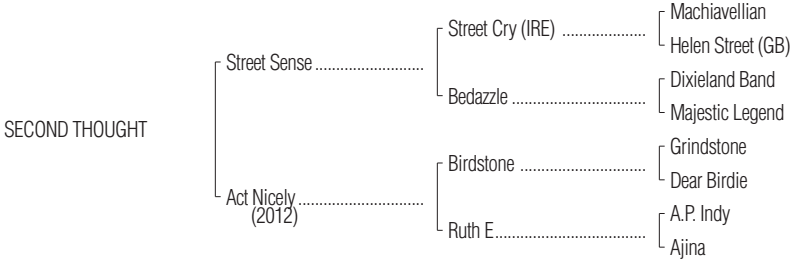 Machiavellian
Street Cry (IRE) ....................
Helen Street (GB)
Street Sense ..........................
Dixieland Band
Bedazzle ................................
Majestic Legend
SECOND THOUGHT
Grindstone
Birdstone ..............................
Dear Birdie
Act Nicely ..............................
(2012)
A.P. Indy
Ruth E....................................
Ajina